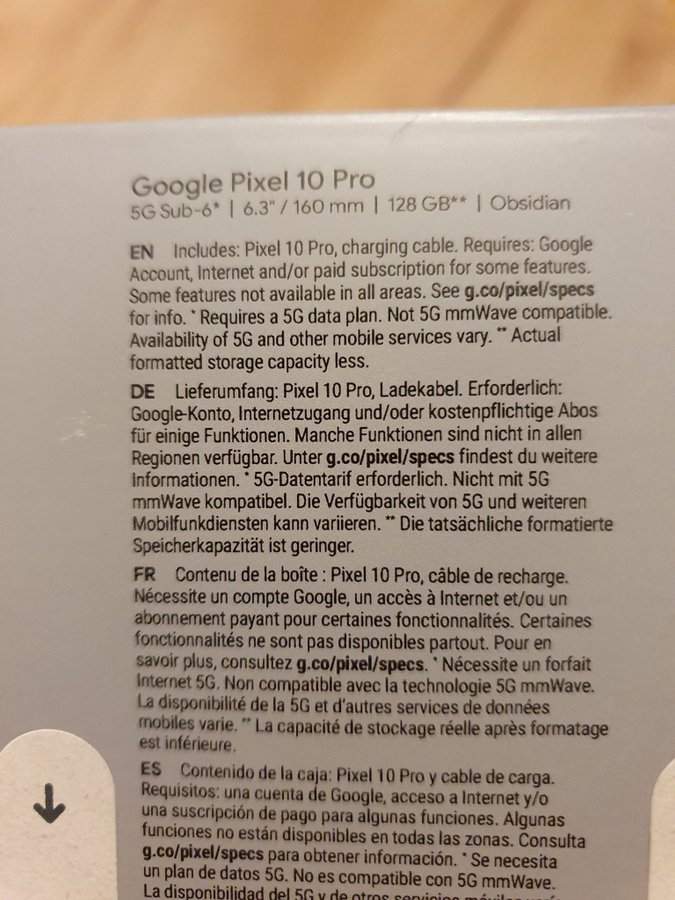 Google Pixel 10 Pro
5G Sub-6* | 6.3" / 160 mm | 128 GB** | Obsidian
EN Includes: Pixel 10 Pro, charging cable. Requires: Google
Account, Internet and/or paid subscription for some features.
Some features not available in all areas. See g.co/pixel/specs
for info. * Requires a 5G data plan. Not 5G mmWave compatible.
Availability of 5G and other mobile services vary. ** Actual
formatted storage capacity less.
DE Lieferumfang: Pixel 10 Pro, Ladekabel. Erforderlich:
Google-Konto, Internetzugang und/oder kostenpflichtige Abos
für einige Funktionen. Manche Funktionen sind nicht in allen
Regionen verfügbar. Unter g.co/pixel/specs findest du weitere
Informationen. * 5G-Datentarif erforderlich. Nicht mit 5G
mmWave kompatibel. Die Verfügbarkeit von 5G und weiteren
Mobilfunkdiensten kann variieren. ** Die tatsächliche formatierte
Speicherkapazität ist geringer.
FR Contenu de la boîte : Pixel 10 Pro, câble de recharge.
Nécessite un compte Google, un accès à Internet et/ou un
abonnement payant pour certaines fonctionnalités. Certaines
fonctionnalités ne sont pas disponibles partout. Pour en
savoir plus, consultez g.co/pixel/specs. * Nécessite un forfait
Internet 5G. Non compatible avec la technologie 5G mmWave.
La disponibilité de la 5G et d'autres services de données
mobiles varie. ** La capacité de stockage réelle après formatage
est inférieure.
ES Contenido de la caja: Pixel 10 Pro y cable de carga.
Requisitos: una cuenta de Google, acceso a Internet y/o
una suscripción de pago para algunas funciones. Algunas
funciones no están disponibles en todas las zonas. Consulta
g.co/pixel/specs para obtener información. * Se necesita
un plan de datos 5G. No es compatible con 5G mmWave.
La disponibilidad del 5G y de otros servicios móviles